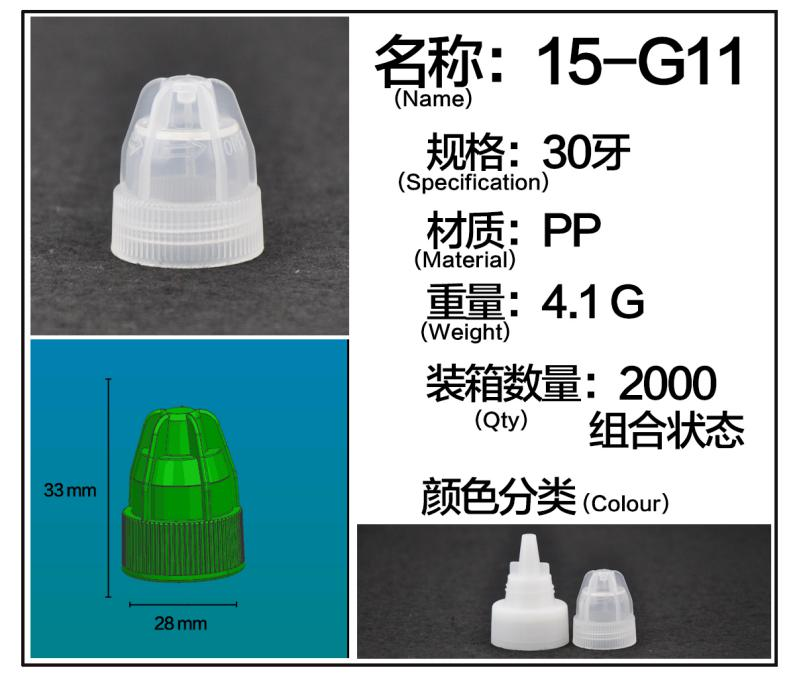 名称：15-G11
(Name)
规格：30牙
(Specification)
材质：PP
(Material)
重量：4.1 G
(Weight)
装箱数量：2000
(Qty)
组合状态
颜色分类 (Colour)
33 mm
28 mm